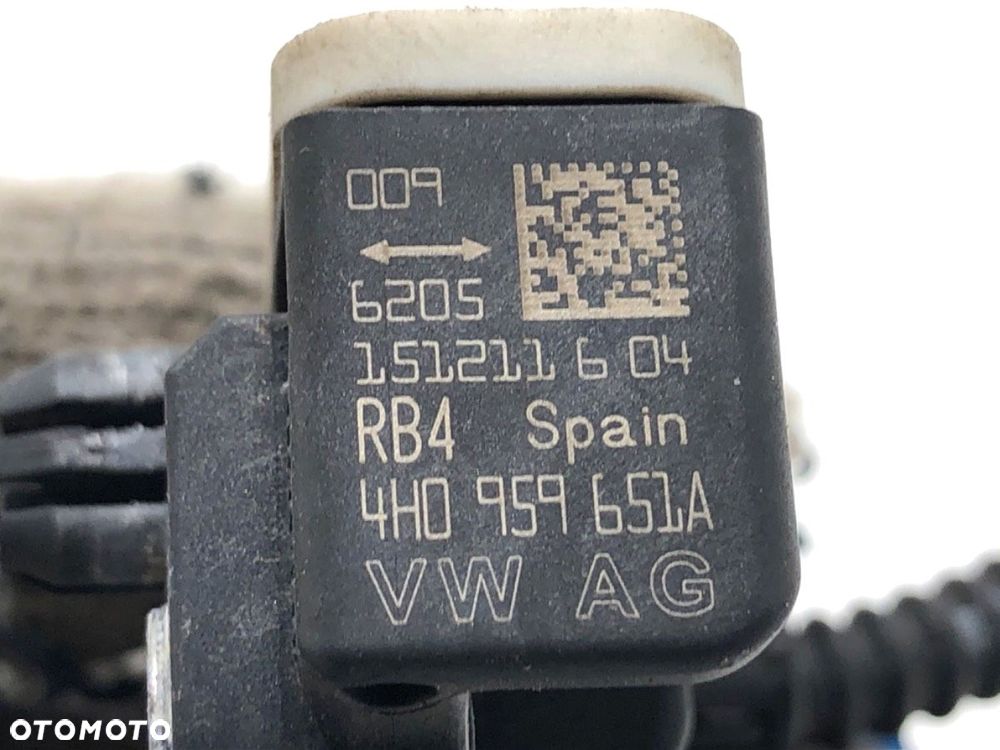 009
6205
151211 6 04
RB4 Spain
4H0 959 651A
VW AG
OTOMOTO